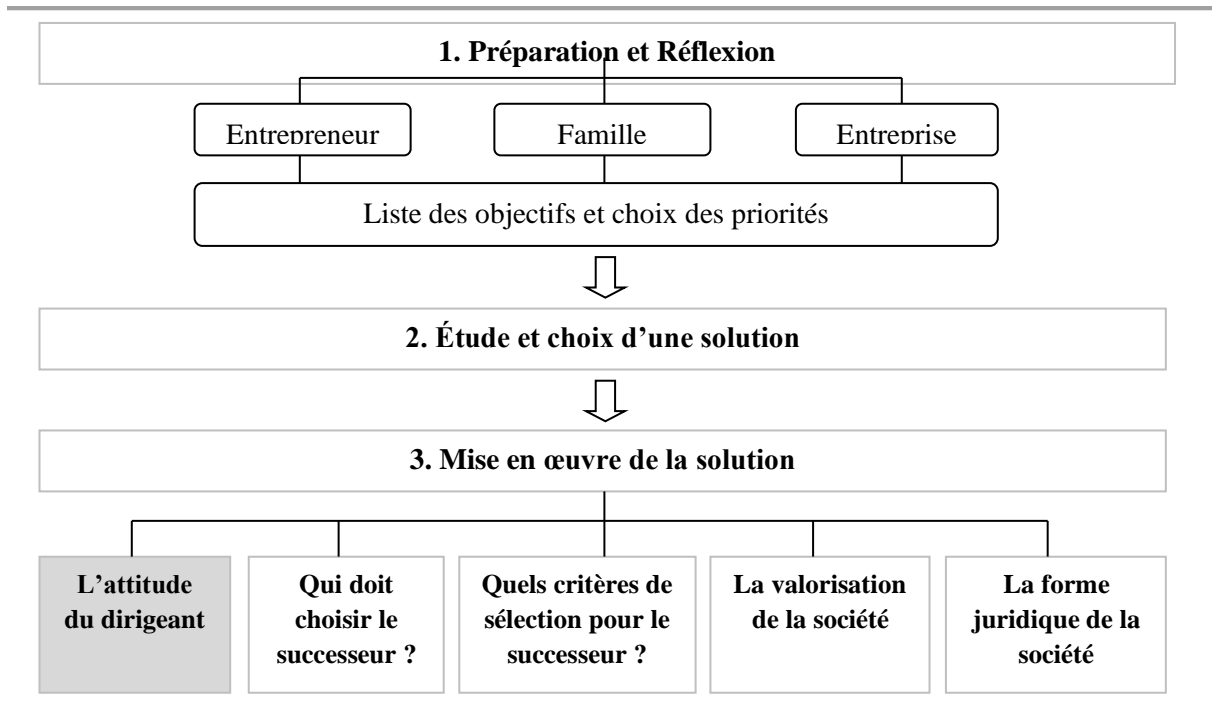 1. Préparation et Réflexion
Entrepreneur
Famille
Entreprise
Liste des objectifs et choix des priorités
2. Étude et choix d’une solution
3. Mise en œuvre de la solution
L’attitude
du dirigeant
Qui doit
choisir le
successeur ?
Quels critères de
sélection pour le
successeur ?
La valorisation
de la société
La forme
juridique de la
société